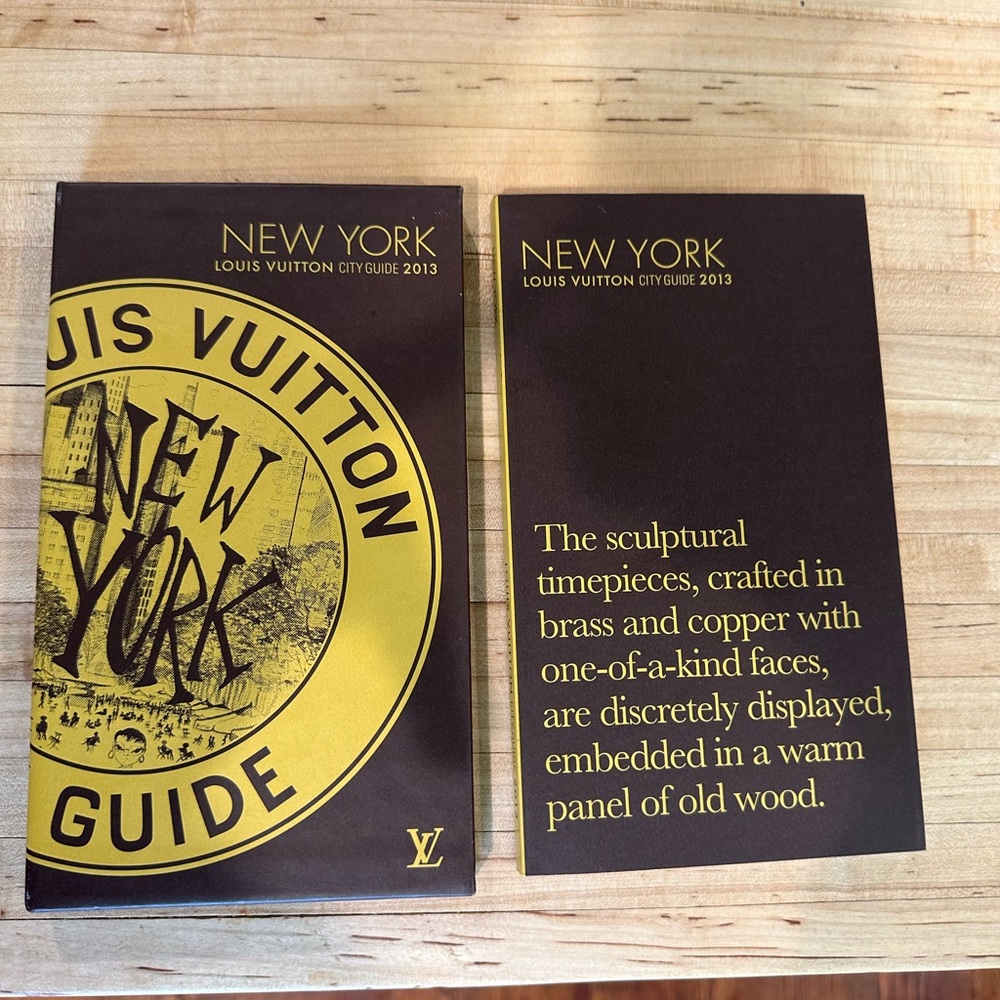 NEW YORK
LOUIS VUITTON CITY GUIDE 2013
UIS VUITTON
NEW
YORK
GUIDE
LV
NEW YORK
LOUIS VUITTON CITY GUIDE 2013
The sculptural
timepieces, crafted in
brass and copper with
one-of-a-kind faces,
are discretely displayed,
embedded in a warm
panel of old wood.